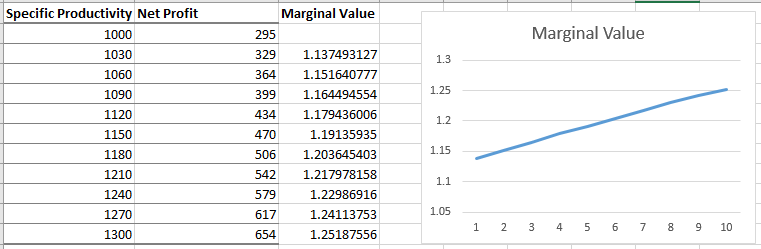 Specific Productivity Net Profit Marginal Value
1000 295
1030 329 1.137493127
1060 364 1.151640777
1090 399 1.164494554
1120 434 1.179436006
1150 470 1.19135935
1180 506 1.203645403
1210 542 1.217978158
1240 579 1.22986916
1270 617 1.24113753
1300 654 1.25187556
Marginal Value
1.3
1.25
1.2
1.15
1.1
1.05
1 2 3 4 5 6 7 8 9 10